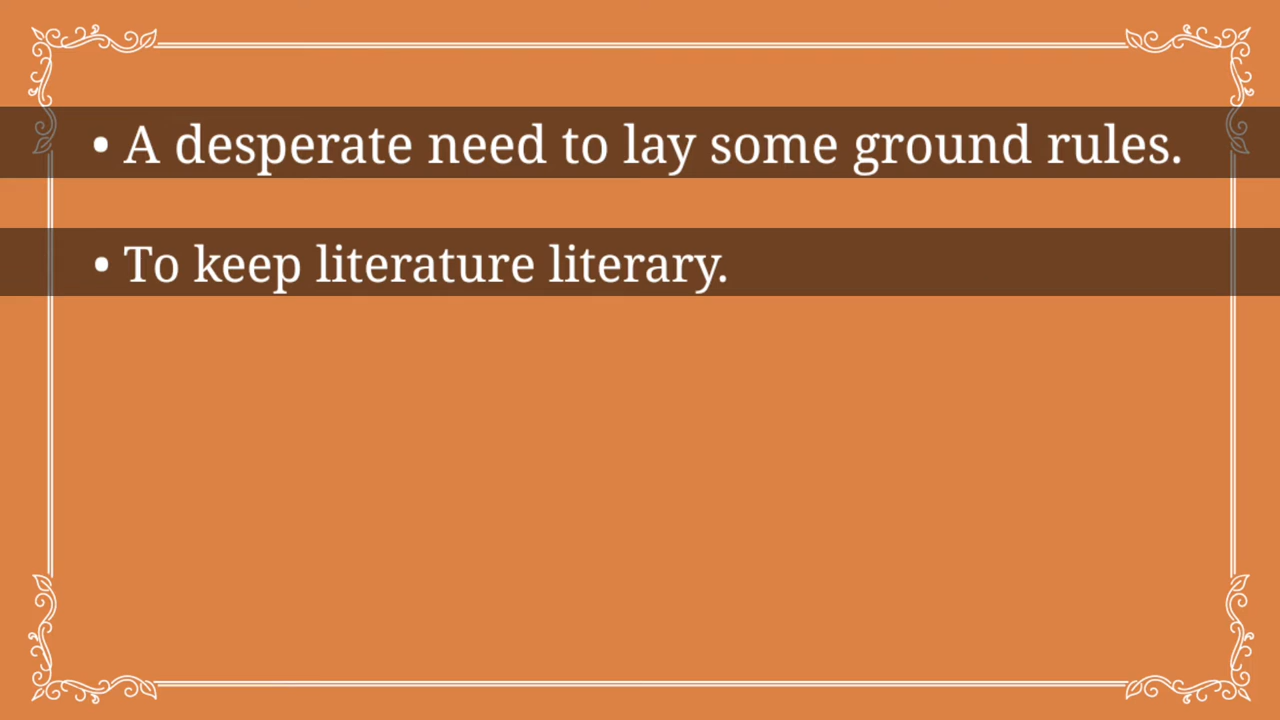 • A desperate need to lay some ground rules.
• To keep literature literary.